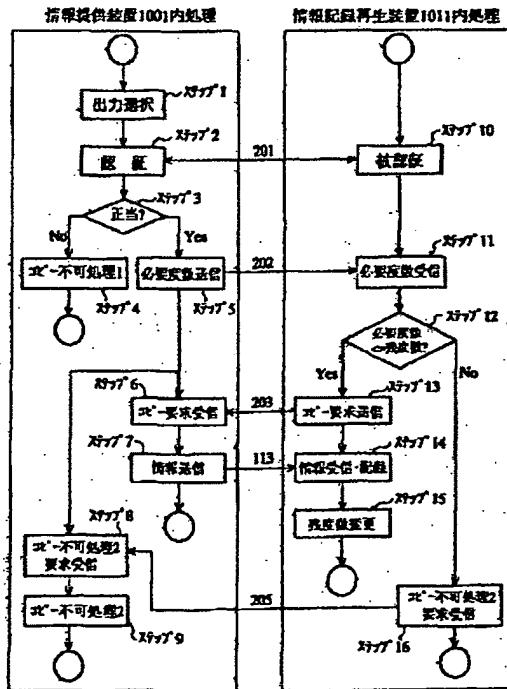 情報提供装置1001内処理
情報記録再生装置1011内処理
ステップ1
出力選択
ステップ2
認 証
201
ステップ10
被認証
ステップ3
正当?
No
Yes
コピー不可処理1
ステップ4
必要度数送信
ステップ5
202
ステップ11
必要度数受信
ステップ12
必要度数
<=残度数?
Yes
No
ステップ6
コピー要求受信
203
ステップ13
コピー要求送信
ステップ7
情報送信
113
ステップ14
情報受信・記録
ステップ15
残度数変更
ステップ8
コピー不可処理2
要求受信
205
コピー不可処理2
要求受信
ステップ16
コピー不可処理2
ステップ9